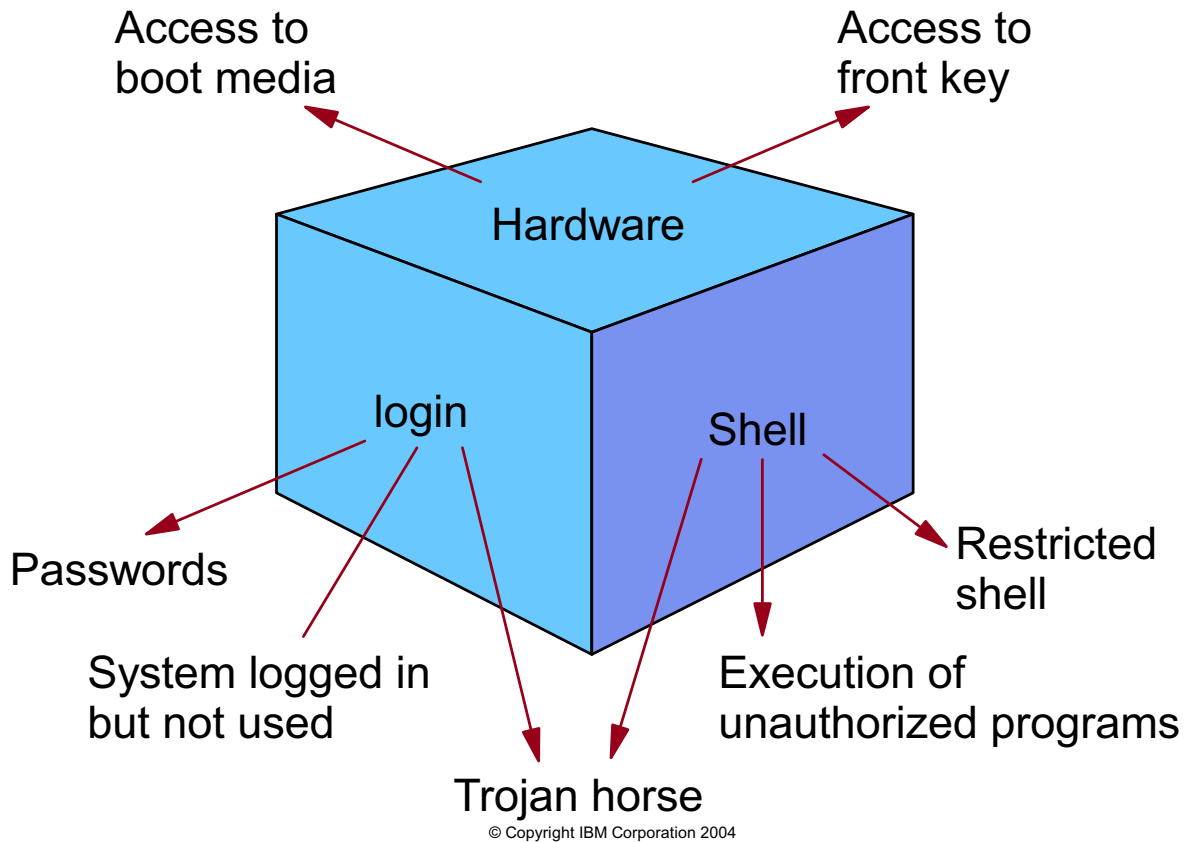 Access to
boot media
Access to
front key
Hardware
login
Shell
Passwords
Restricted
shell
System logged in
but not used
Execution of
unauthorized programs
Trojan horse
© Copyright IBM Corporation 2004